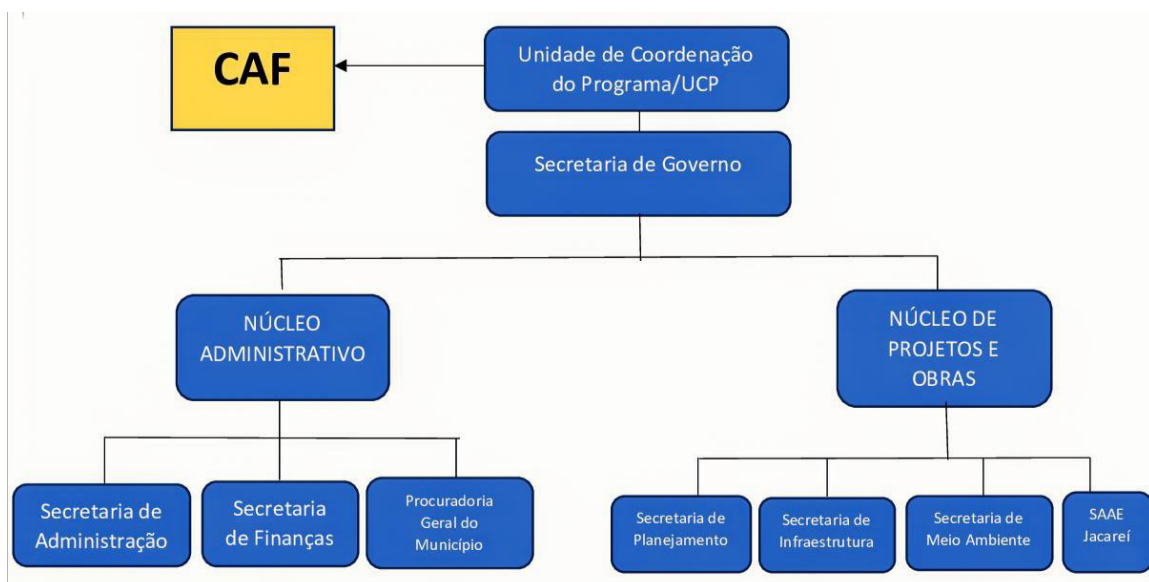 CAF
Unidade de Coordenação
do Programa/UCP
Secretaria de Governo
NÚCLEO
ADMINISTRATIVO
NÚCLEO DE
PROJETOS E
OBRAS
Secretaria de
Administração
Secretaria
de Finanças
Procuradoria
Geral do
Município
Secretaria de
Planejamento
Secretaria de
Infraestrutura
Secretaria de
Meio Ambiente
SAAE
Jacareí